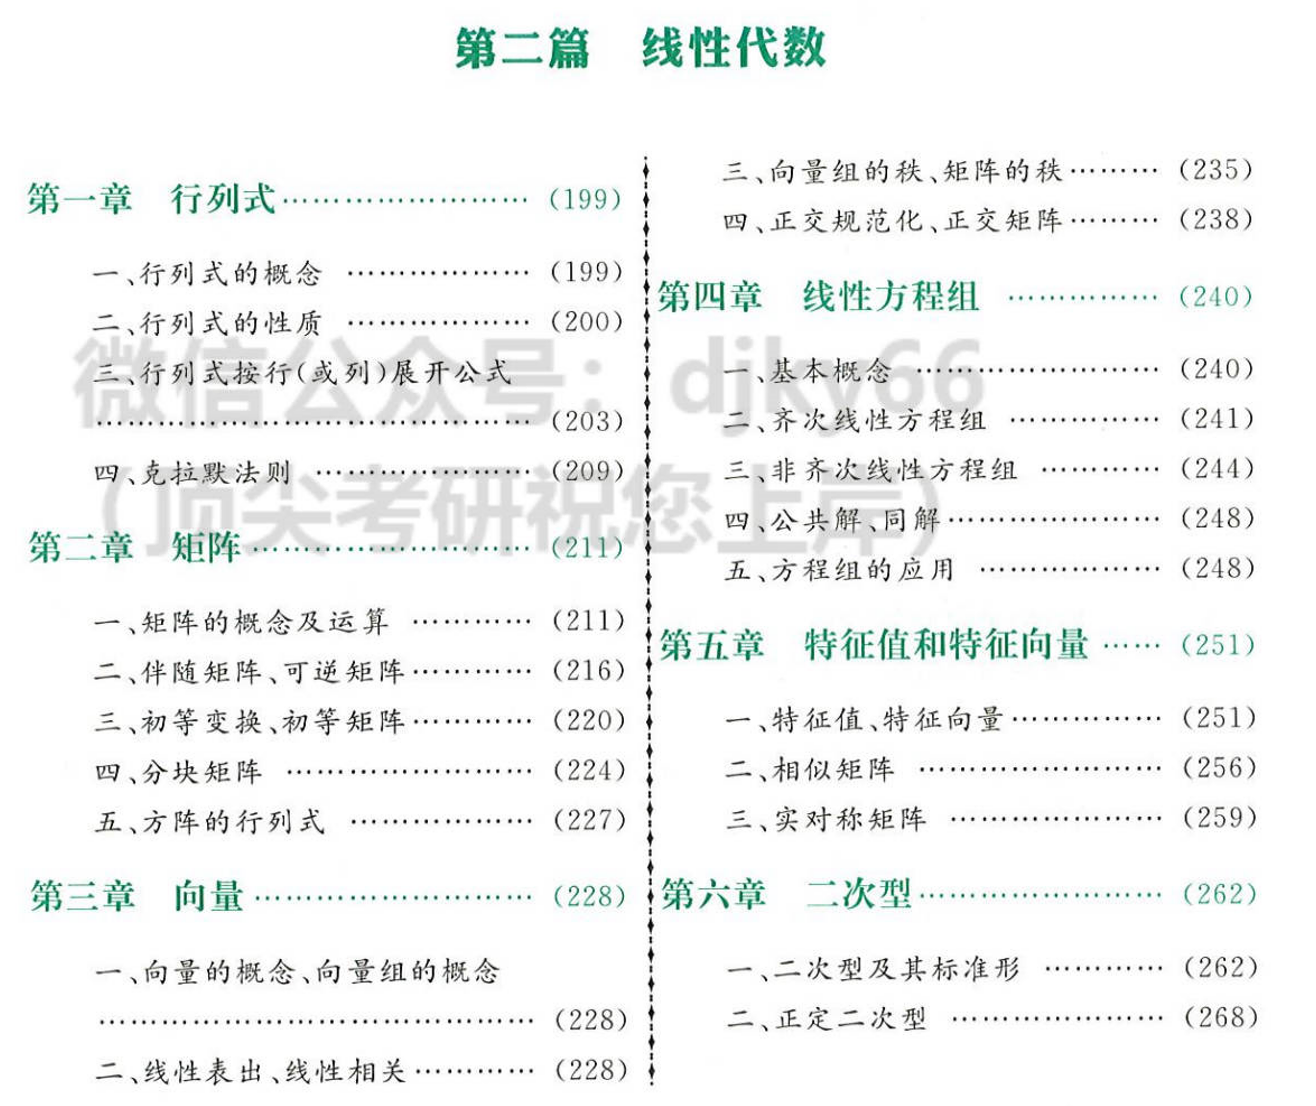 第二篇 线性代数
第一章 行列式……………………(199)
一、行列式的概念 ………………(199)
二、行列式的性质 ………………(200)
三、行列式按行(或列)展开公式
……………………………………(203)
四、克拉默法则 …………………(209)
第二章 矩阵………………………(211)
一、矩阵的概念及运算 …………(211)
二、伴随矩阵、可逆矩阵…………(216)
三、初等变换、初等矩阵…………(220)
四、分块矩阵 ……………………(224)
五、方阵的行列式 ………………(227)
第三章 向量………………………(228)
一、向量的概念、向量组的概念
……………………………………(228)
二、线性表出、线性相关…………(228)
三、向量组的秩、矩阵的秩………(235)
四、正交规范化、正交矩阵………(238)
第四章 线性方程组 ……………(240)
一、基本概念 ……………………(240)
二、齐次线性方程组 ……………(241)
三、非齐次线性方程组 …………(244)
四、公共解、同解…………………(248)
五、方程组的应用 ………………(248)
第五章 特征值和特征向量 ……(251)
一、特征值、特征向量……………(251)
二、相似矩阵 ……………………(256)
三、实对称矩阵 …………………(259)
第六章 二次型……………………(262)
一、二次型及其标准形 …………(262)
二、正定二次型 …………………(268)
微信公众号：djky66
（顶尖考研祝您上岸）